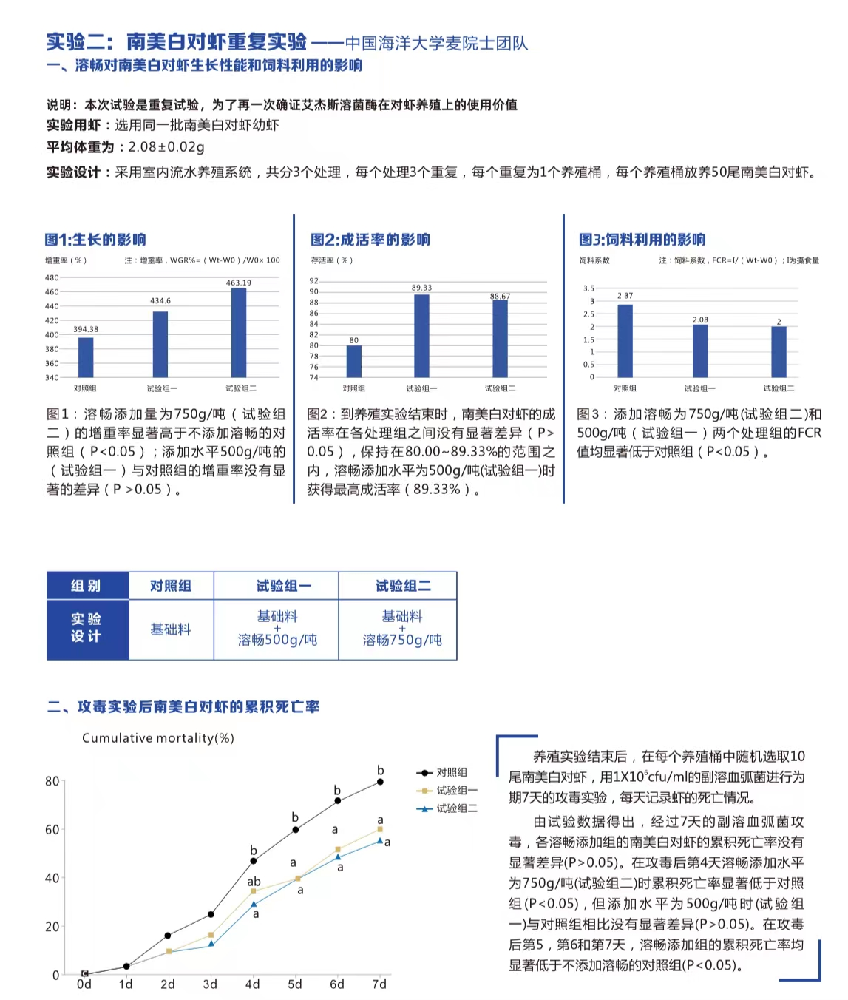 实验二：南美白对虾重复实验 ——中国海洋大学麦院士团队
一、溶畅对南美白对虾生长性能和饲料利用的影响
说明：本次试验是重复试验，为了再一次确证艾杰斯溶菌酶在对虾养殖上的使用价值
实验用虾：选用同一批南美白对虾幼虾
平均体重为：2.08±0.02g
实验设计：采用室内流水养殖系统，共分3个处理，每个处理3个重复，每个重复为1个养殖桶，每个养殖桶放养50尾南美白对虾。
图1:生长的影响
增重率（%） 注：增重率，WGR%=（Wt-W0）/W0× 100
480
460
440
420
400
380
360
340
394.38
434.6
463.19
对照组 试验组一 试验组二
图1：溶畅添加量为750g/吨（试验组
二）的增重率显著高于不添加溶畅的对
照组（P<0.05）；添加水平500g/吨的
（试验组一）与对照组的增重率没有显
著的差异（P >0.05）。
图2:成活率的影响
存活率（%）
92
90
88
86
84
82
80
78
76
74
80
89.33
88.67
对照组 试验组一 试验组二
图2：到养殖实验结束时，南美白对虾的成
活率在各处理组之间没有显著差异（P>
0.05），保持在80.00~89.33%的范围之
内，溶畅添加水平为500g/吨(试验组一)时
获得最高成活率（89.33%）。
图3:饲料利用的影响
饲料系数 注：饲料系数，FCR=I/（Wt-W0）；I为摄食量
3.5
3
2.5
2
1.5
1
0.5
0
2.87
2.08
2
对照组 试验组一 试验组二
图3：添加溶畅为750g/吨(试验组二)和
500g/吨（试验组一）两个处理组的FCR
值均显著低于对照组（P<0.05）。
组别 对照组 试验组一 试验组二
实验
设计
基础料
基础料
+
溶畅500g/吨
基础料
+
溶畅750g/吨
二、攻毒实验后南美白对虾的累积死亡率
Cumulative mortality(%)
80
60
40
20
0
b
b
b
b
ab
a
a
a
a
a
a
a
0d 1d 2d 3d 4d 5d 6d 7d
对照组
试验组一
试验组二
养殖实验结束后，在每个养殖桶中随机选取10
尾南美白对虾，用1X10⁶cfu/ml的副溶血弧菌进行为
期7天的攻毒实验，每天记录虾的死亡情况。
由试验数据得出，经过7天的副溶血弧菌攻
毒，各溶畅添加组的南美白对虾的累积死亡率没有
显著差异(P>0.05)。在攻毒后第4天溶畅添加水平
为750g/吨(试验组二)时累积死亡率显著低于对照
组(P<0.05)，但添加水平为500g/吨时(试验组
一)与对照组相比没有显著差异(P>0.05)。在攻毒
后第5，第6和第7天，溶畅添加组的累积死亡率均
显著低于不添加溶畅的对照组(P<0.05)。